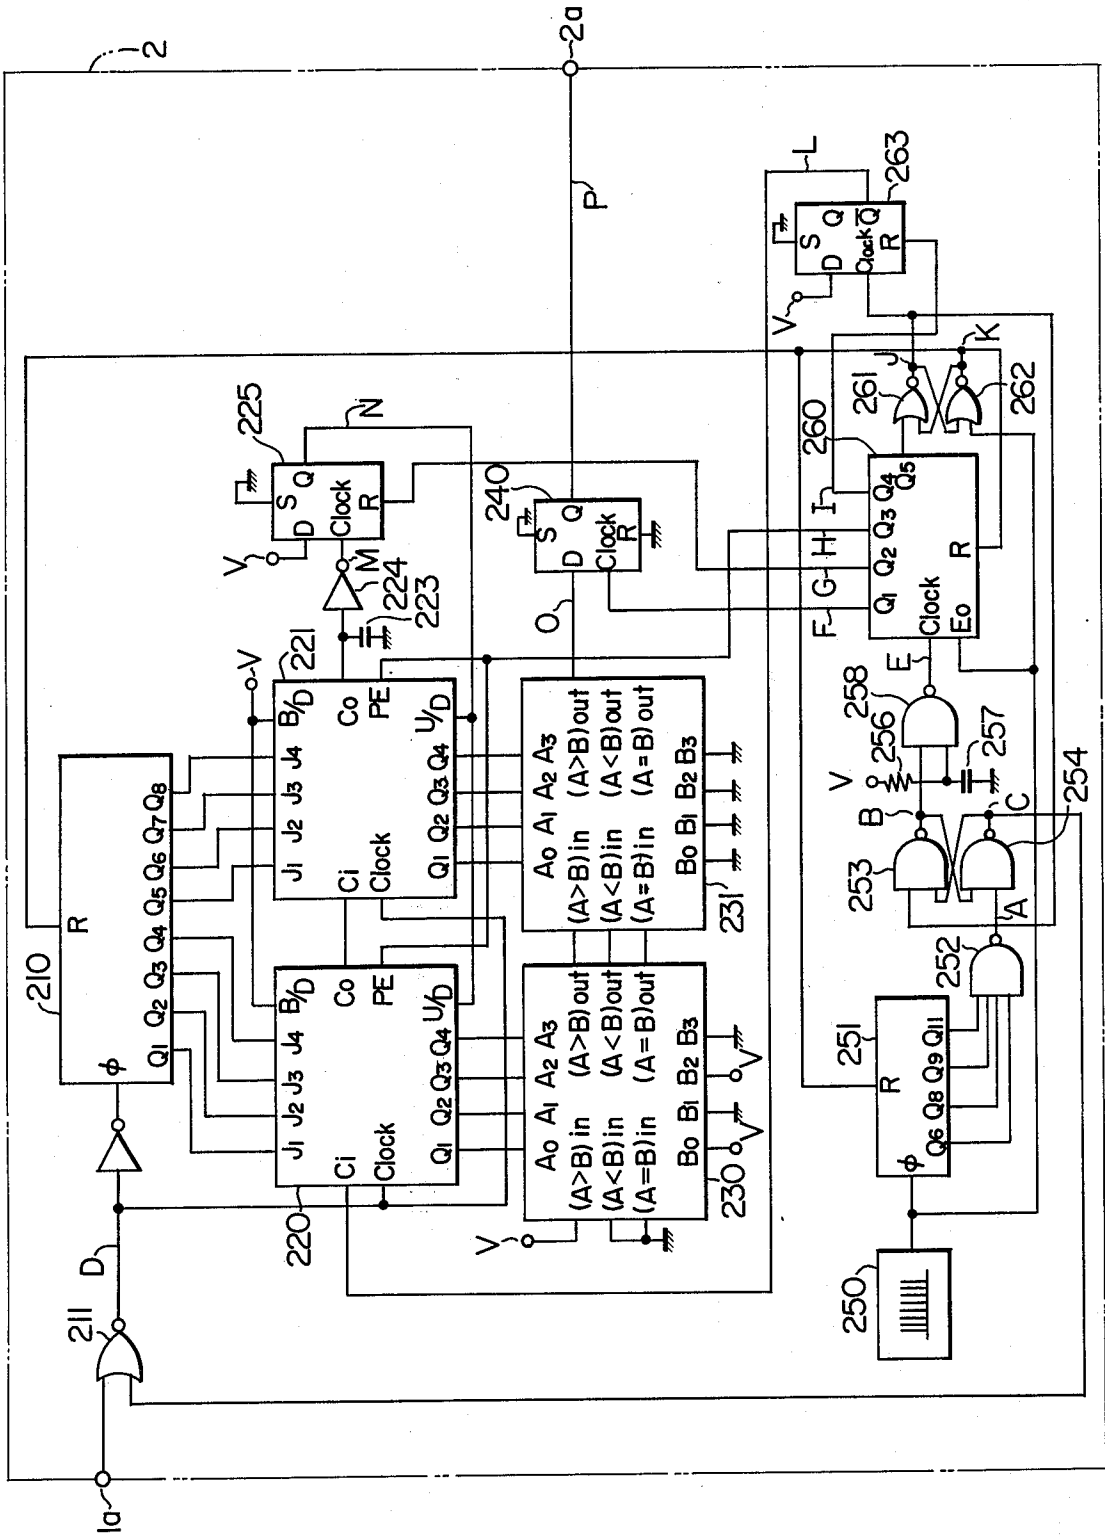 2
2a
P
L
263
S
Q
D
Clock
Q̅
R
V
K
J
261
262
260
I
Q4
Q5
H
Q3
G
Q2
F
Q1
R
Clock
Eo
E
225
N
S
Q
D
Clock
R
V
M
224
223
240
S
Q
D
Clock
R
O
-V
221
B/D
Co
PE
U/D
J4
J3
J2
J1
Ci
Clock
Q4
Q3
Q2
Q1
210
R
Q8
Q7
Q6
Q5
Q4
Q3
Q2
Q1
φ
A3
A2
A1
A0
(A>B)out
(A<B)out
(A=B)out
(A>B)in
(A<B)in
(A=B)in
B3
B2
B1
B0
231
258
256
V
257
B
C
254
253
A
252
B/D
Co
PE
U/D
J4
J3
J2
J1
Ci
Clock
Q4
Q3
Q2
Q1
220
A3
A2
A1
A0
(A>B)out
(A<B)out
(A=B)out
(A>B)in
(A<B)in
(A=B)in
B3
B2
B1
B0
V
V
V
230
251
R
Q11
Q9
Q8
Q6
φ
250
D
211
1a